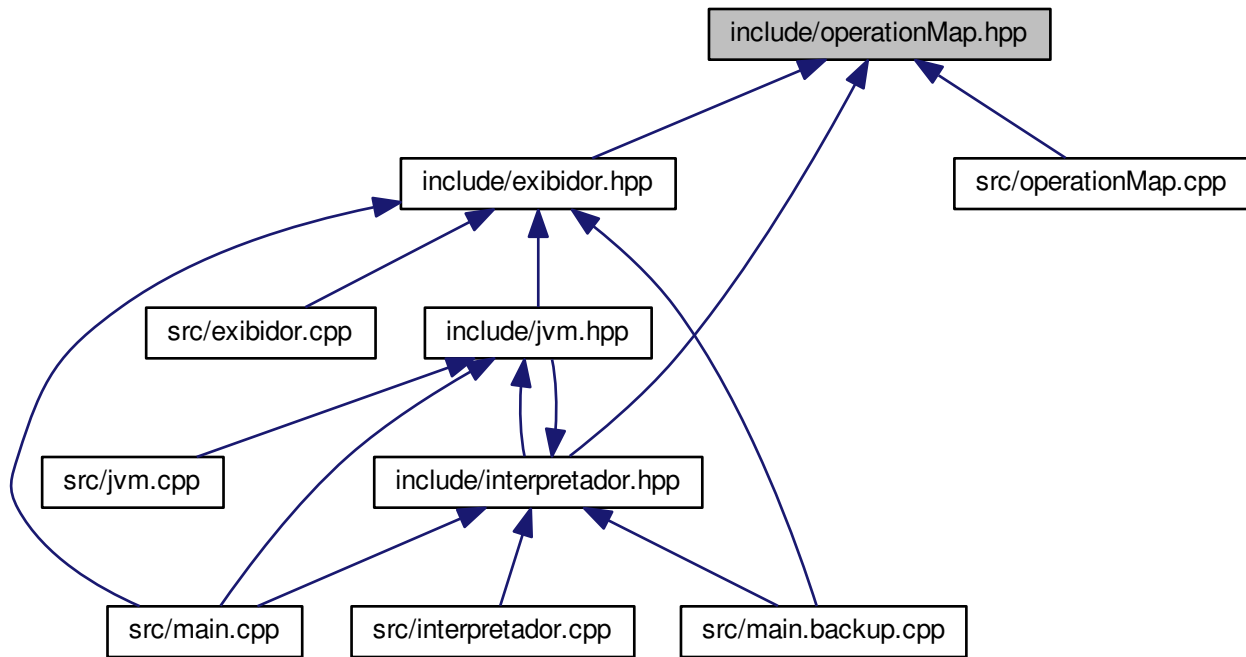 include/operationMap.hpp
include/exibidor.hpp
src/operationMap.cpp
src/exibidor.cpp
include/jvm.hpp
src/jvm.cpp
include/interpretador.hpp
src/main.cpp
src/interpretador.cpp
src/main.backup.cpp